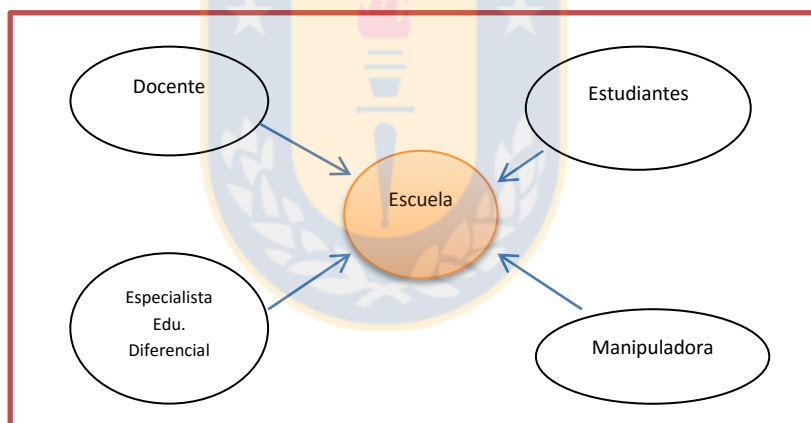 Docente
Estudiantes
Escuela
Especialista
Edu.
Diferencial
Manipuladora